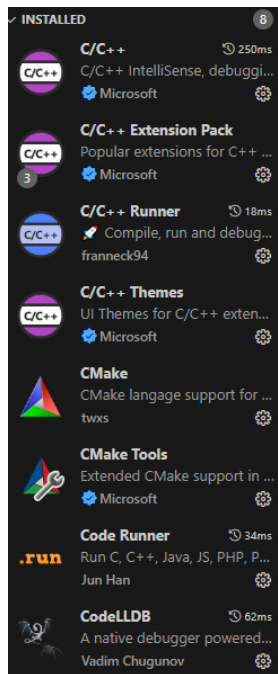 INSTALLED 8
C/C++ 250ms
C/C++ IntelliSense, debuggi...
Microsoft
C/C++
C/C++ Extension Pack
Popular extensions for C++ ...
Microsoft
C/C++
3
C/C++ Runner 18ms
🚀 Compile, run and debug...
franneck94
C/C++
C/C++ Themes
UI Themes for C/C++ exten...
Microsoft
C/C++
CMake
CMake langage support for ...
twxs
CMake Tools
Extended CMake support in ...
Microsoft
Code Runner 34ms
Run C, C++, Java, JS, PHP, P...
Jun Han
.run
CodeLLDB 62ms
A native debugger powered...
Vadim Chugunov